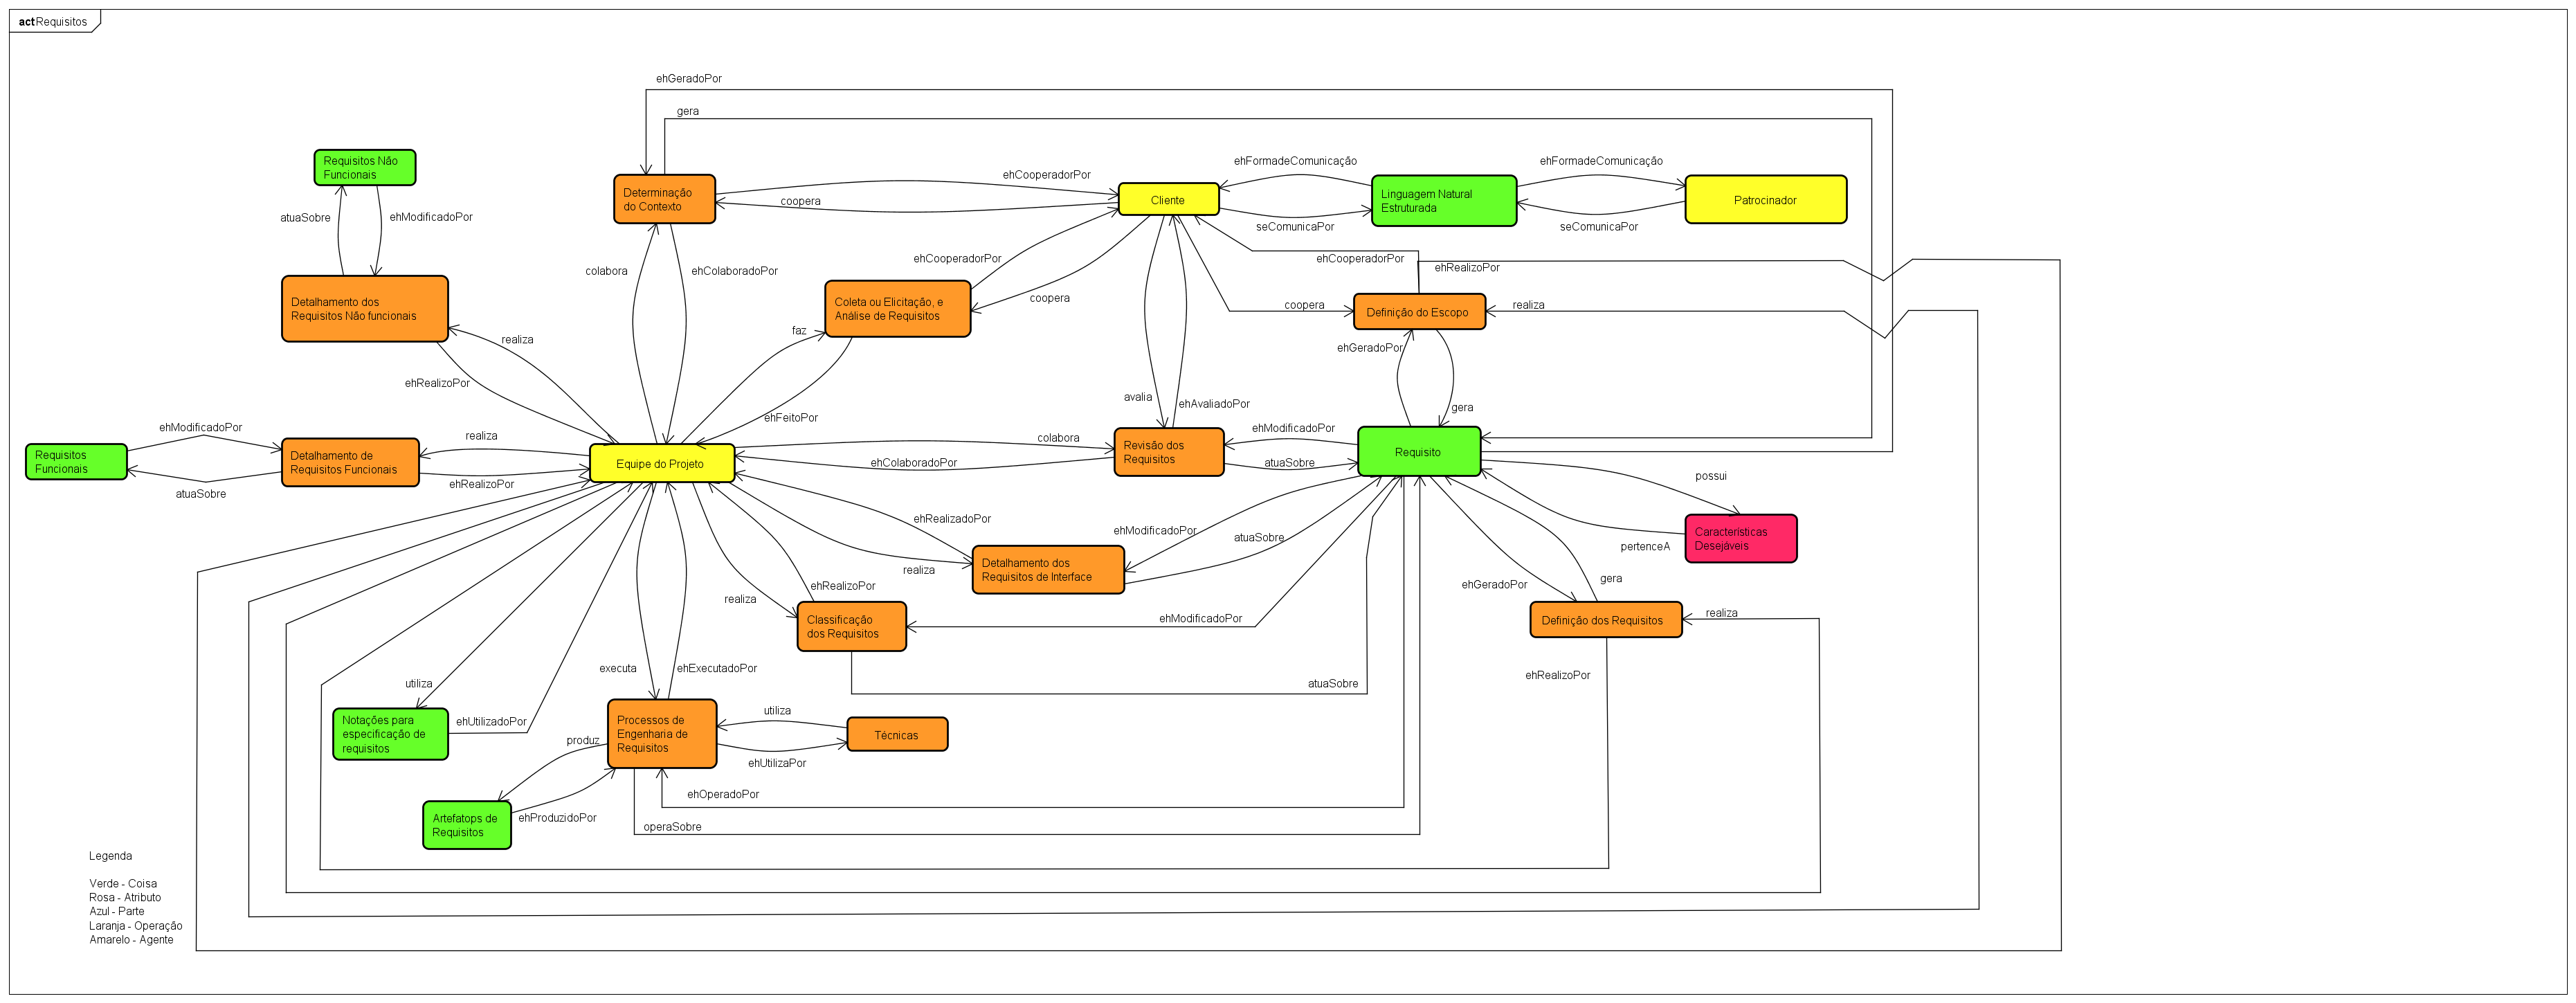 act Requisitos
ehGeradoPor
gera
Requisitos Não
Funcionais
ehFormadeComunicação
ehFormadeComunicação
ehCooperadorPor
Determinação
do Contexto
coopera
Cliente
Linguagem Natural
Estruturada
Patrocinador
atuaSobre
ehModificadoPor
seComunicaPor
seComunicaPor
colabora
ehColaboradoPor
ehCooperadorPor
ehCooperadorPor
ehRealizoPor
Detalhamento dos
Requisitos Não funcionais
Coleta ou Elicitação, e
Análise de Requisitos
coopera
coopera
Definição do Escopo
realiza
realiza
faz
ehGeradoPor
ehRealizoPor
avalia
ehAvaliadoPor
gera
ehFeitoPor
ehModificadoPor
realiza
colabora
ehModificadoPor
Requisitos
Funcionais
Detalhamento de
Requisitos Funcionais
Equipe do Projeto
ehColaboradoPor
Revisão dos
Requisitos
atuaSobre
Requisito
possui
atuaSobre
ehRealizoPor
ehRealizadoPor
ehModificadoPor
atuaSobre
Características
Desejáveis
pertenceA
realiza
Detalhamento dos
Requisitos de Interface
ehRealizoPor
ehGeradoPor
gera
realiza
Classificação
dos Requisitos
ehModificadoPor
Definição dos Requisitos
realiza
executa
ehExecutadoPor
ehRealizoPor
utiliza
atuaSobre
Notações para
especificação de
requisitos
ehUtilizadoPor
Processos de
Engenharia de
Requisitos
utiliza
Técnicas
produz
ehUtilizaPor
ehOperadoPor
Artefatops de
Requisitos
ehProduzidoPor
operaSobre
Legenda
Verde - Coisa
Rosa - Atributo
Azul - Parte
Laranja - Operação
Amarelo - Agente